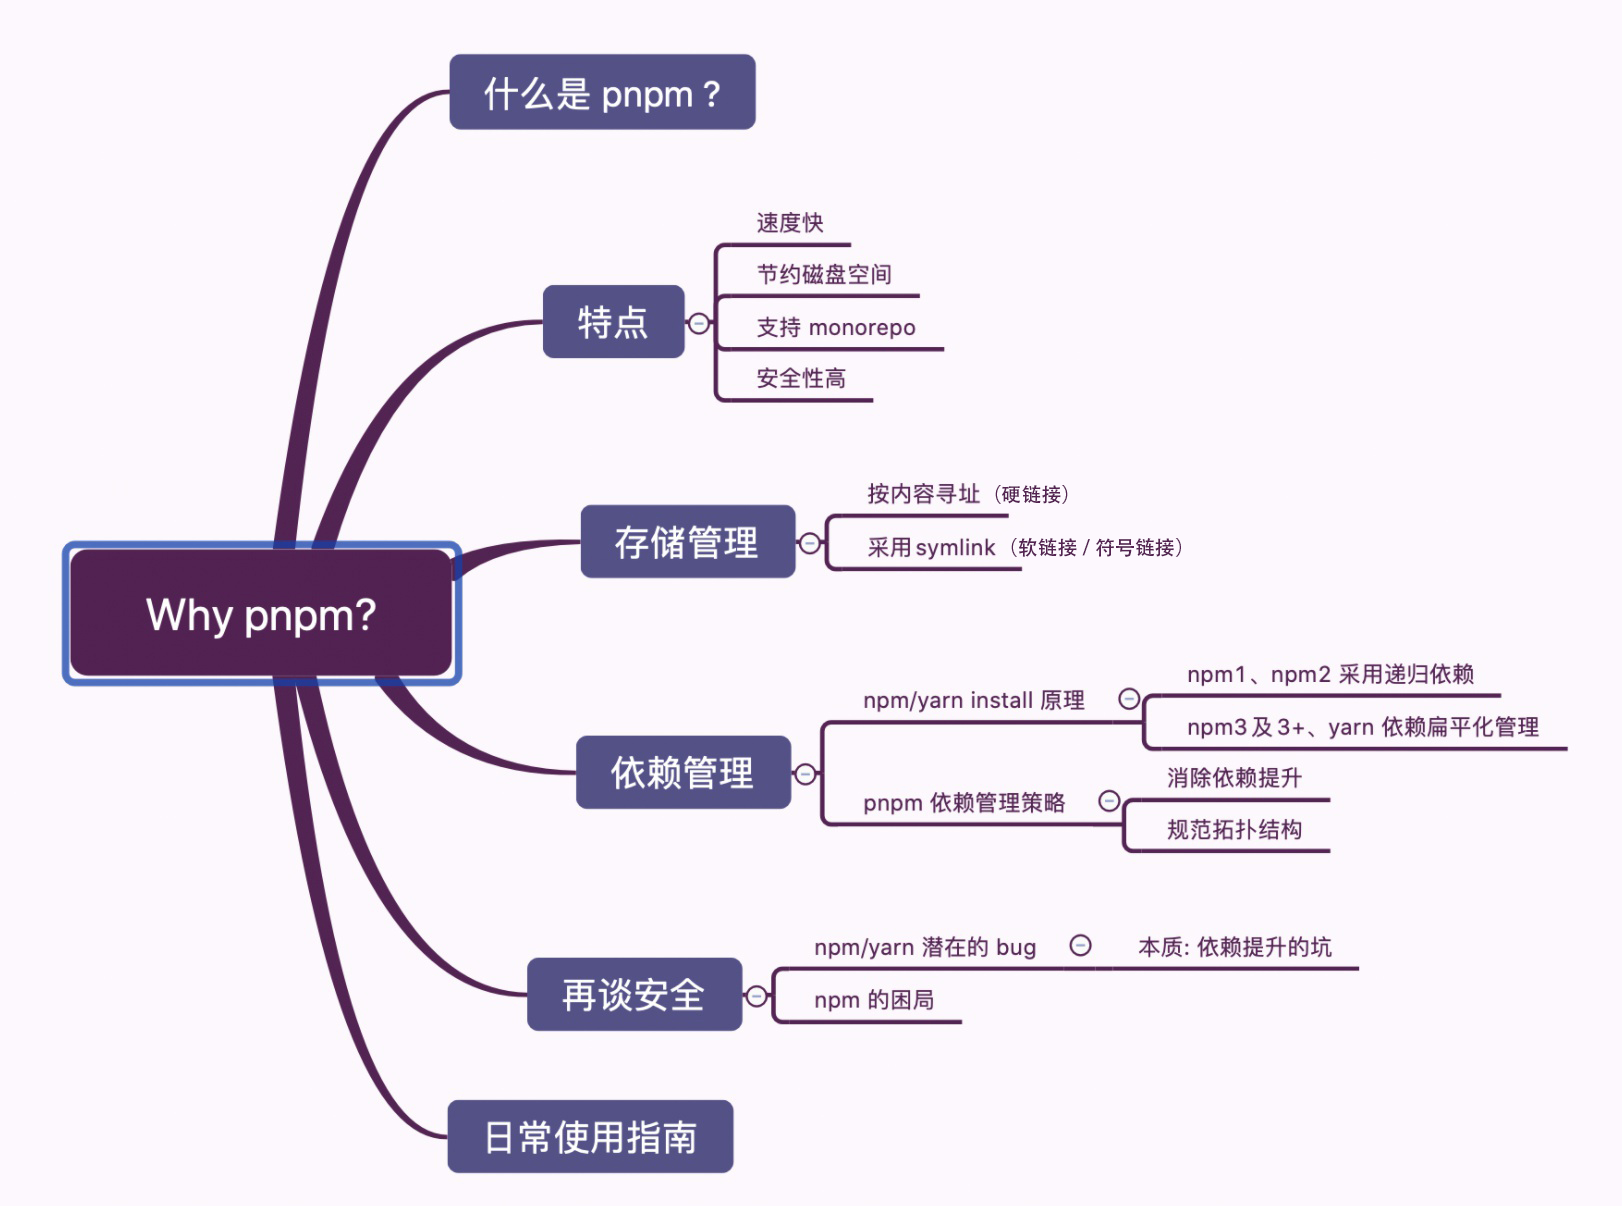 什么是 pnpm ?
速度快
节约磁盘空间
特点
支持 monorepo
安全性高
按内容寻址（硬链接）
存储管理
采用 symlink（软链接 / 符号链接）
Why pnpm?
npm1、npm2 采用递归依赖
npm/yarn install 原理
npm3 及 3+、yarn 依赖扁平化管理
依赖管理
消除依赖提升
pnpm 依赖管理策略
规范拓扑结构
npm/yarn 潜在的 bug
本质: 依赖提升的坑
再谈安全
npm 的困局
日常使用指南